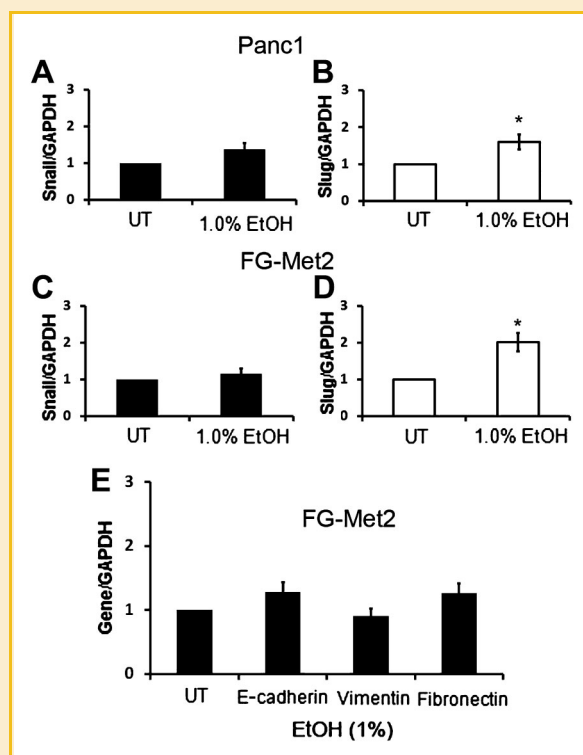 Panc1
A
B
Snail/GAPDH
3
2
1
0
UT
1.0% EtOH
Slug/GAPDH
3
2
1
0
*
UT
1.0% EtOH
FG-Met2
C
D
Snail/GAPDH
3
2
1
0
UT
1.0% EtOH
Slug/GAPDH
3
2
1
0
*
UT
1.0% EtOH
E
FG-Met2
Gene/GAPDH
3
2
1
0
UT
E-cadherin
Vimentin
Fibronectin
EtOH (1%)